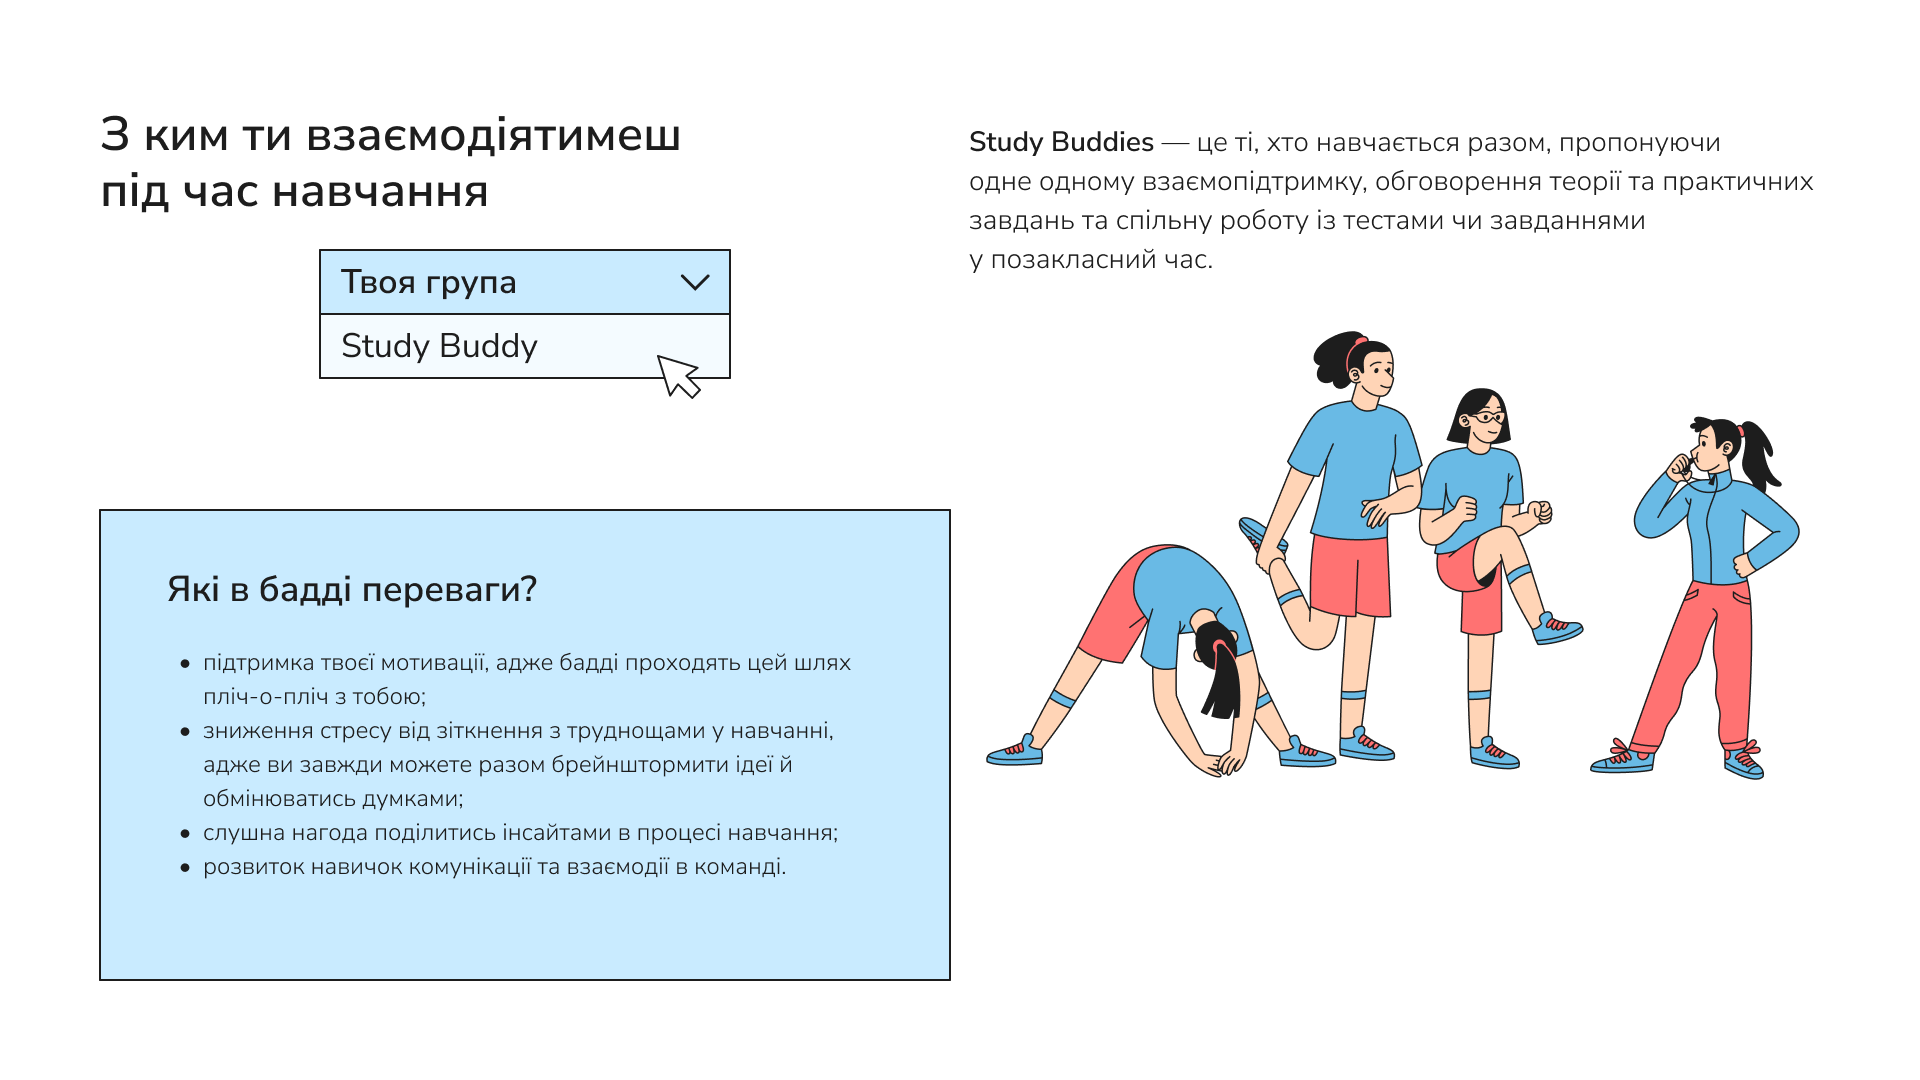 З ким ти взаємодіятимеш
під час навчання
Твоя група
Study Buddy
Study Buddies — це ті, хто навчається разом, пропонуючи
одне одному взаємопідтримку, обговорення теорії та практичних
завдань та спільну роботу із тестами чи завданнями
у позакласний час.
Які в бадді переваги?
• підтримка твоєї мотивації, адже бадді проходять цей шлях
пліч-о-пліч з тобою;
• зниження стресу від зіткнення з труднощами у навчанні,
адже ви завжди можете разом брейнштормити ідеї й
обмінюватись думками;
• слушна нагода поділитись інсайтами в процесі навчання;
• розвиток навичок комунікації та взаємодії в команді.